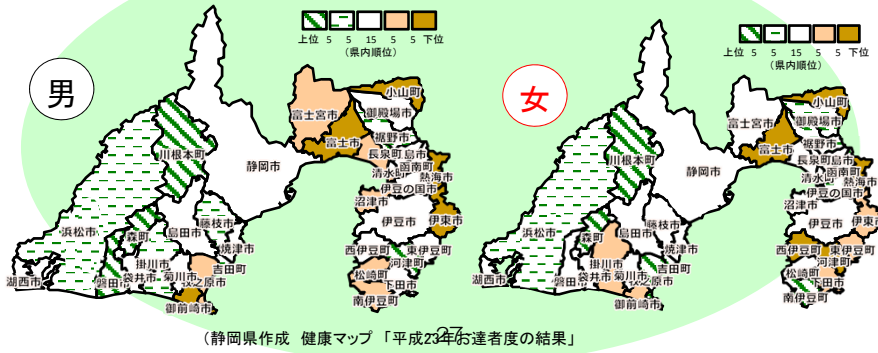 上位 5 5 15 5 5 下位
(県内順位)
男
小山町
御殿場市
富士宮市
裾野市
富士市
長泉町
島市
函南町
清水町
熱海市
伊豆の国市
川根本町
静岡市
沼津市
伊豆市
伊東市
浜松市
藤枝市
島田市
森町
焼津市
西伊豆町
東伊豆町
河津町
掛川市
吉田町
湖西市
磐田市
袋井市
菊川市
牧之原市
松崎町
下田市
御前崎市
南伊豆町
上位 5 5 15 5 5 下位
(県内順位)
女
小山町
御殿場市
富士宮市
裾野市
富士市
長泉町
島市
函南町
清水町
熱海市
伊豆の国市
川根本町
静岡市
沼津市
伊豆市
伊東市
浜松市
藤枝市
島田市
森町
焼津市
西伊豆町
東伊豆町
河津町
掛川市
吉田町
湖西市
磐田市
袋井市
菊川市
牧之原市
松崎町
下田市
御前崎市
南伊豆町
(静岡県作成 健康マップ 「平成23年お達者度の結果」
-27-